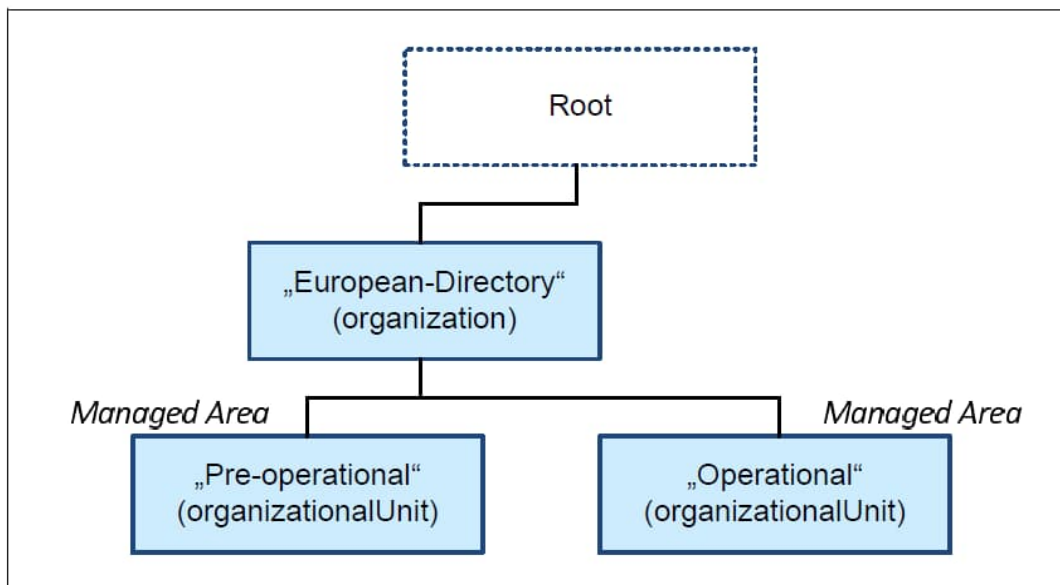 Root
„European-Directory“
(organization)
Managed Area
Managed Area
„Pre-operational“
(organizationalUnit)
„Operational“
(organizationalUnit)